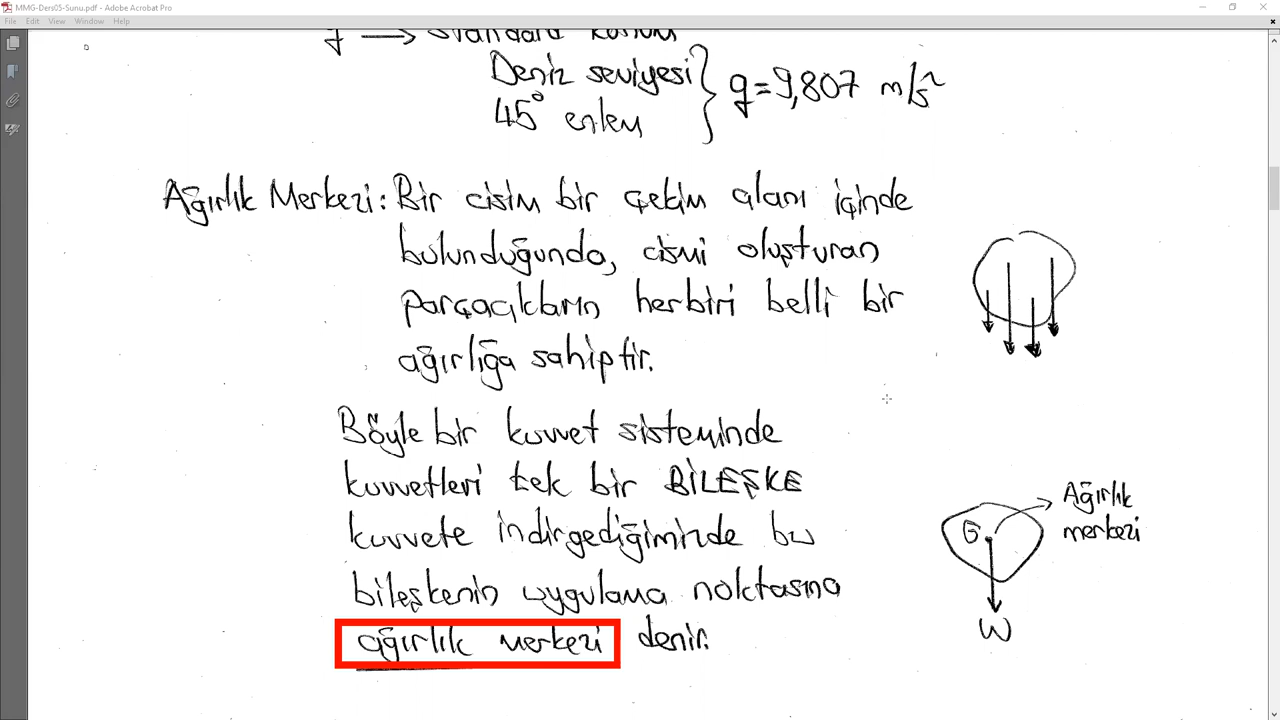 MMG-Ders05-Sunu.pdf - Adobe Acrobat Pro
File Edit View Window Help
Deniz seviyesi
45° enlem
g=9,807 m/s²
Ağırlık Merkezi: Bir cisim bir çekim alanı içinde
bulunduğunda, cismi oluşturan
parçacıkların herbiri belli bir
ağırlığa sahiptir.
Böyle bir kuvvet sisteminde
kuvvetleri tek bir BİLEŞKE
kuvvete indirgediğimizde bu
bileşkenin uygulama noktasına
ağırlık merkezi denir.
Ağırlık
merkezi
G
W